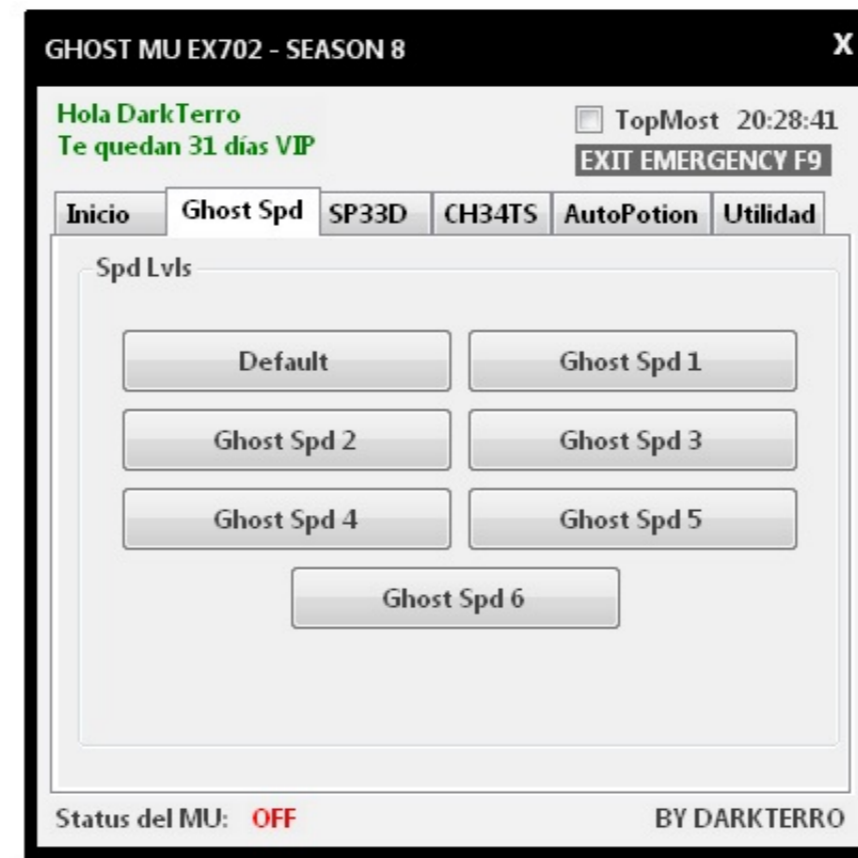 GHOST MU EX702 - SEASON 8 X
Hola DarkTerro
TopMost 20:28:41
Te quedan 31 días VIP
EXIT EMERGENCY F9
Inicio Ghost Spd SP33D CH34TS AutoPotion Utilidad
Spd Lvls
Default Ghost Spd 1
Ghost Spd 2 Ghost Spd 3
Ghost Spd 4 Ghost Spd 5
Ghost Spd 6
Status del MU: OFF BY DARKTERRO